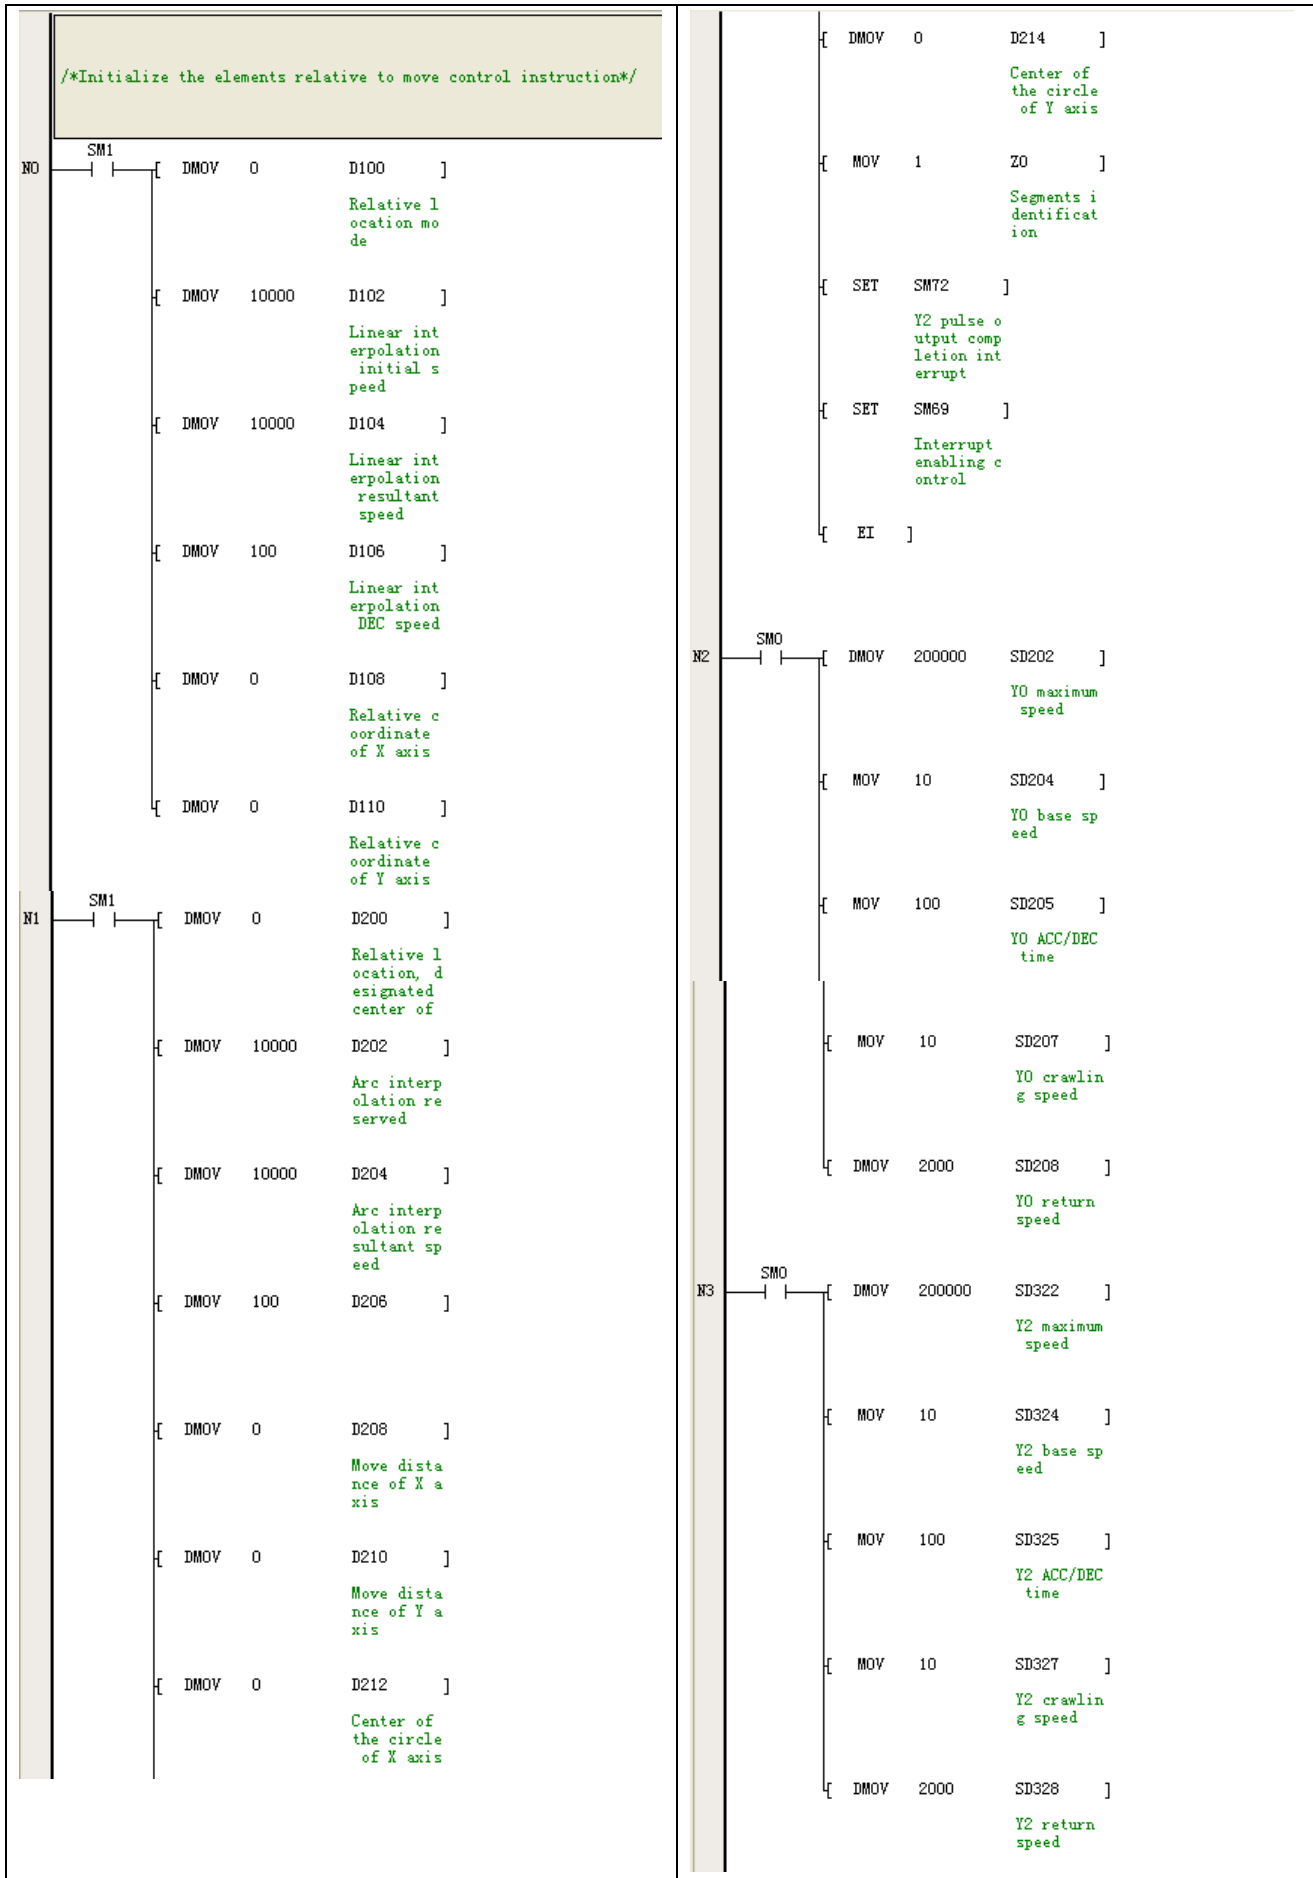 /*Initialize the elements relative to move control instruction*/
SM1
N0 [ DMOV 0 D100 ]
Relative l
ocation mo
de
[ DMOV 10000 D102 ]
Linear int
erpolation
initial s
peed
[ DMOV 10000 D104 ]
Linear int
erpolation
resultant
speed
[ DMOV 100 D106 ]
Linear int
erpolation
DEC speed
[ DMOV 0 D108 ]
Relative c
oordinate
of X axis
[ DMOV 0 D110 ]
Relative c
oordinate
of Y axis
SM1
N1 [ DMOV 0 D200 ]
Relative l
ocation, d
esignated
center of
[ DMOV 10000 D202 ]
Arc interp
olation re
served
[ DMOV 10000 D204 ]
Arc interp
olation re
sultant sp
eed
[ DMOV 100 D206 ]
[ DMOV 0 D208 ]
Move dista
nce of X a
xis
[ DMOV 0 D210 ]
Move dista
nce of Y a
xis
[ DMOV 0 D212 ]
Center of
the circle
of X axis
[ DMOV 0 D214 ]
Center of
the circle
of Y axis
[ MOV 1 Z0 ]
Segments i
dentificat
ion
[ SET SM72 ]
Y2 pulse o
utput comp
letion int
errupt
[ SET SM69 ]
Interrupt
enabling c
ontrol
[ EI ]
SM0
N2 [ DMOV 200000 SD202 ]
Y0 maximum
speed
[ MOV 10 SD204 ]
Y0 base sp
eed
[ MOV 100 SD205 ]
Y0 ACC/DEC
time
[ MOV 10 SD207 ]
Y0 crawlin
g speed
[ DMOV 2000 SD208 ]
Y0 return
speed
SM0
N3 [ DMOV 200000 SD322 ]
Y2 maximum
speed
[ MOV 10 SD324 ]
Y2 base sp
eed
[ MOV 100 SD325 ]
Y2 ACC/DEC
time
[ MOV 10 SD327 ]
Y2 crawlin
g speed
[ DMOV 2000 SD328 ]
Y2 return
speed